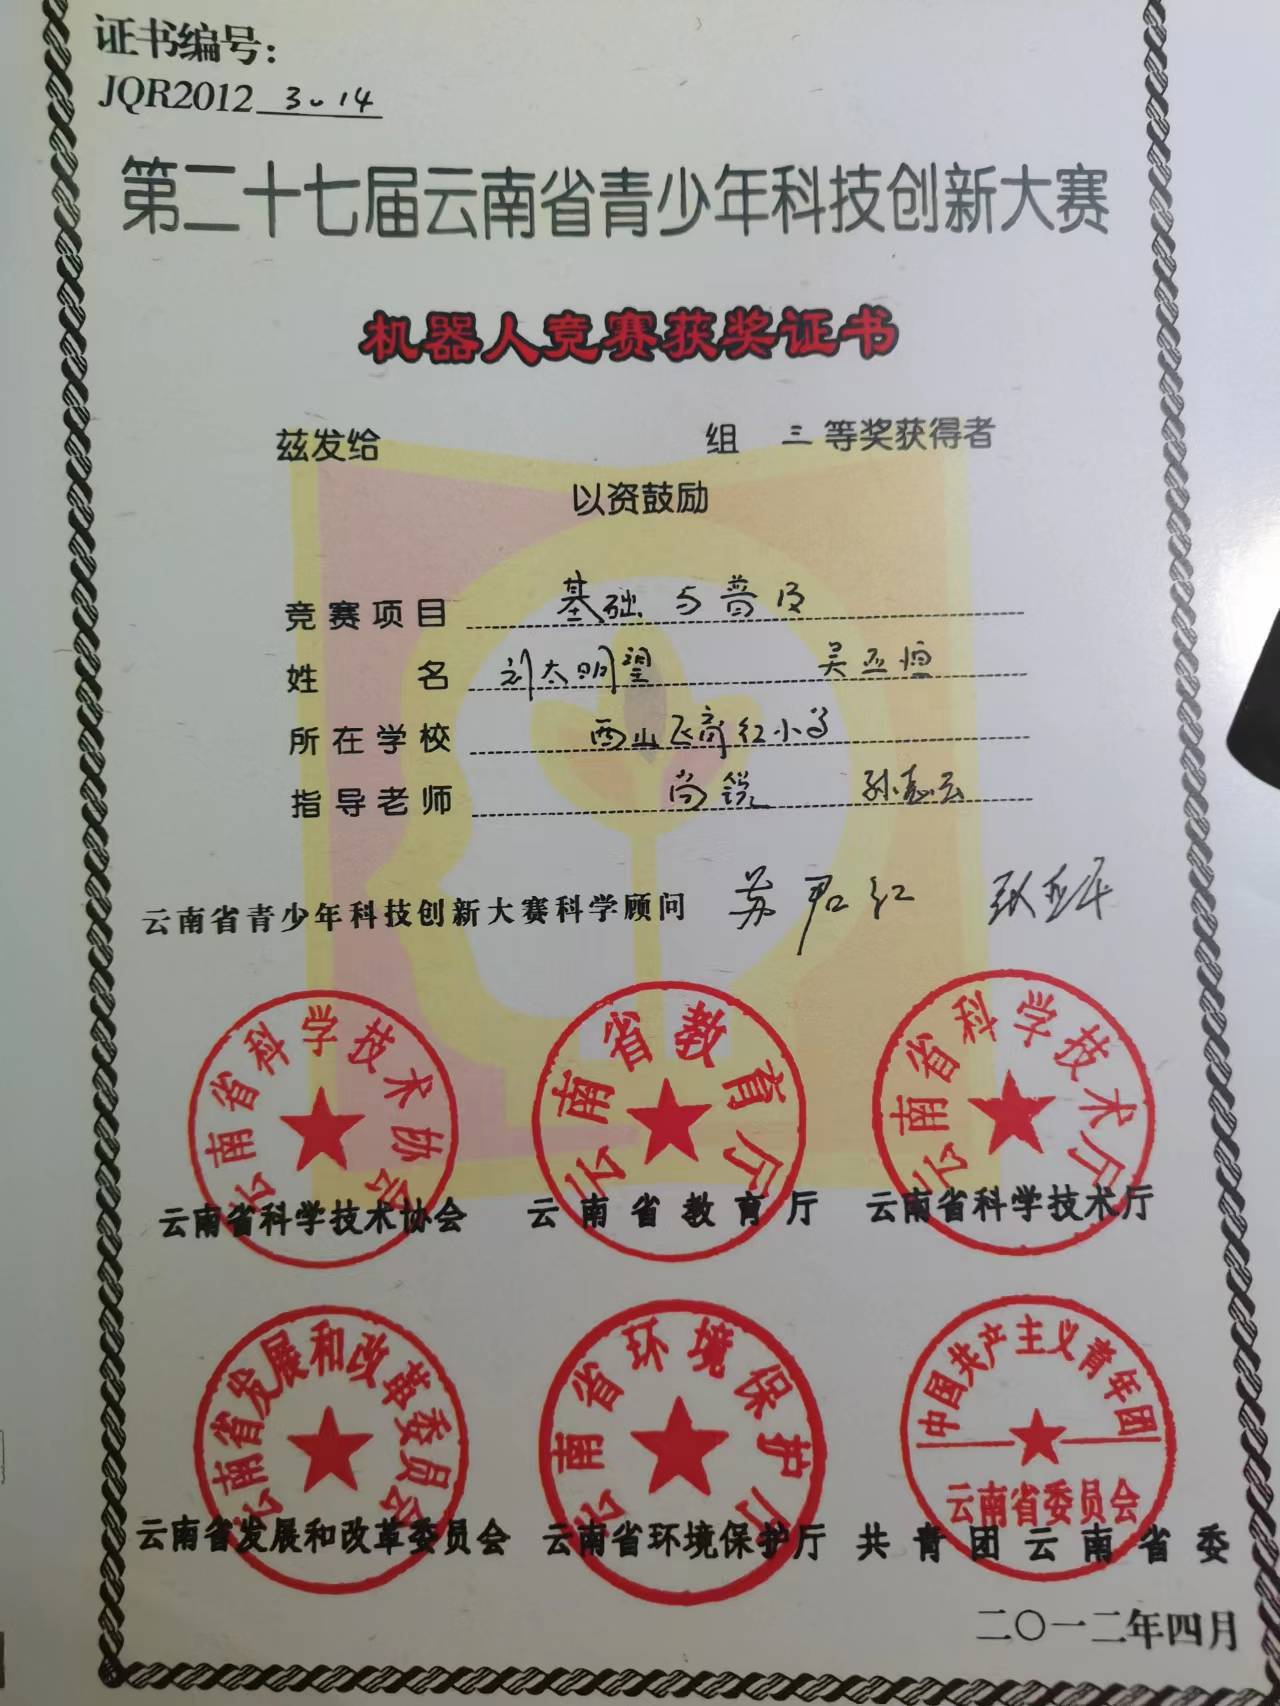 证书编号：
JQR2012 3014
第二十七届云南省青少年科技创新大赛
机器人竞赛获奖证书
兹发给 组 三等奖获得者
以资鼓励
竞赛项目 基础与普及
姓名 刘太明望 吴亚恒
所在学校 西山区高红小学
指导老师 尚锐 孙志云
云南省青少年科技创新大赛科学顾问 苏君红
云南省科学技术协会 云南省教育厅 云南省科学技术厅
云南省科学技术协会 云南省教育厅 云南省科学技术厅
云南省发展和改革委员会 云南省环境保护厅 中国共产主义青年团
云南省委员会
云南省发展和改革委员会 云南省环境保护厅 共青团云南省委
二〇一二年四月